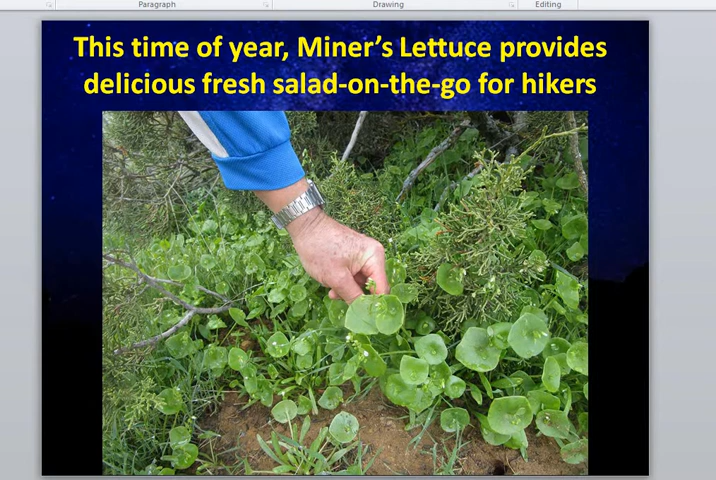 Paragraph
Drawing
Editing
This time of year, Miner's Lettuce provides
delicious fresh salad-on-the-go for hikers